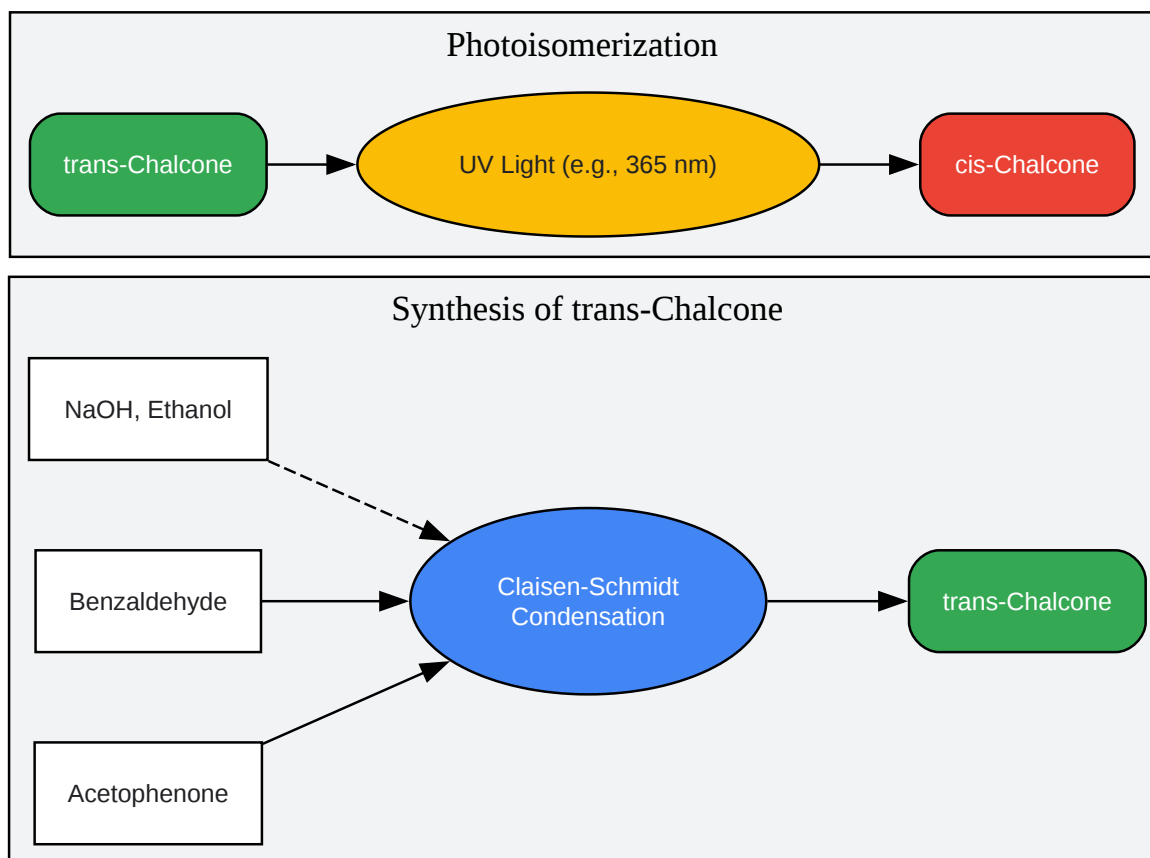 Photoisomerization
trans-Chalcone
UV Light (e.g., 365 nm)
cis-Chalcone
Synthesis of trans-Chalcone
NaOH, Ethanol
Benzaldehyde
Claisen-Schmidt
Condensation
trans-Chalcone
Acetophenone